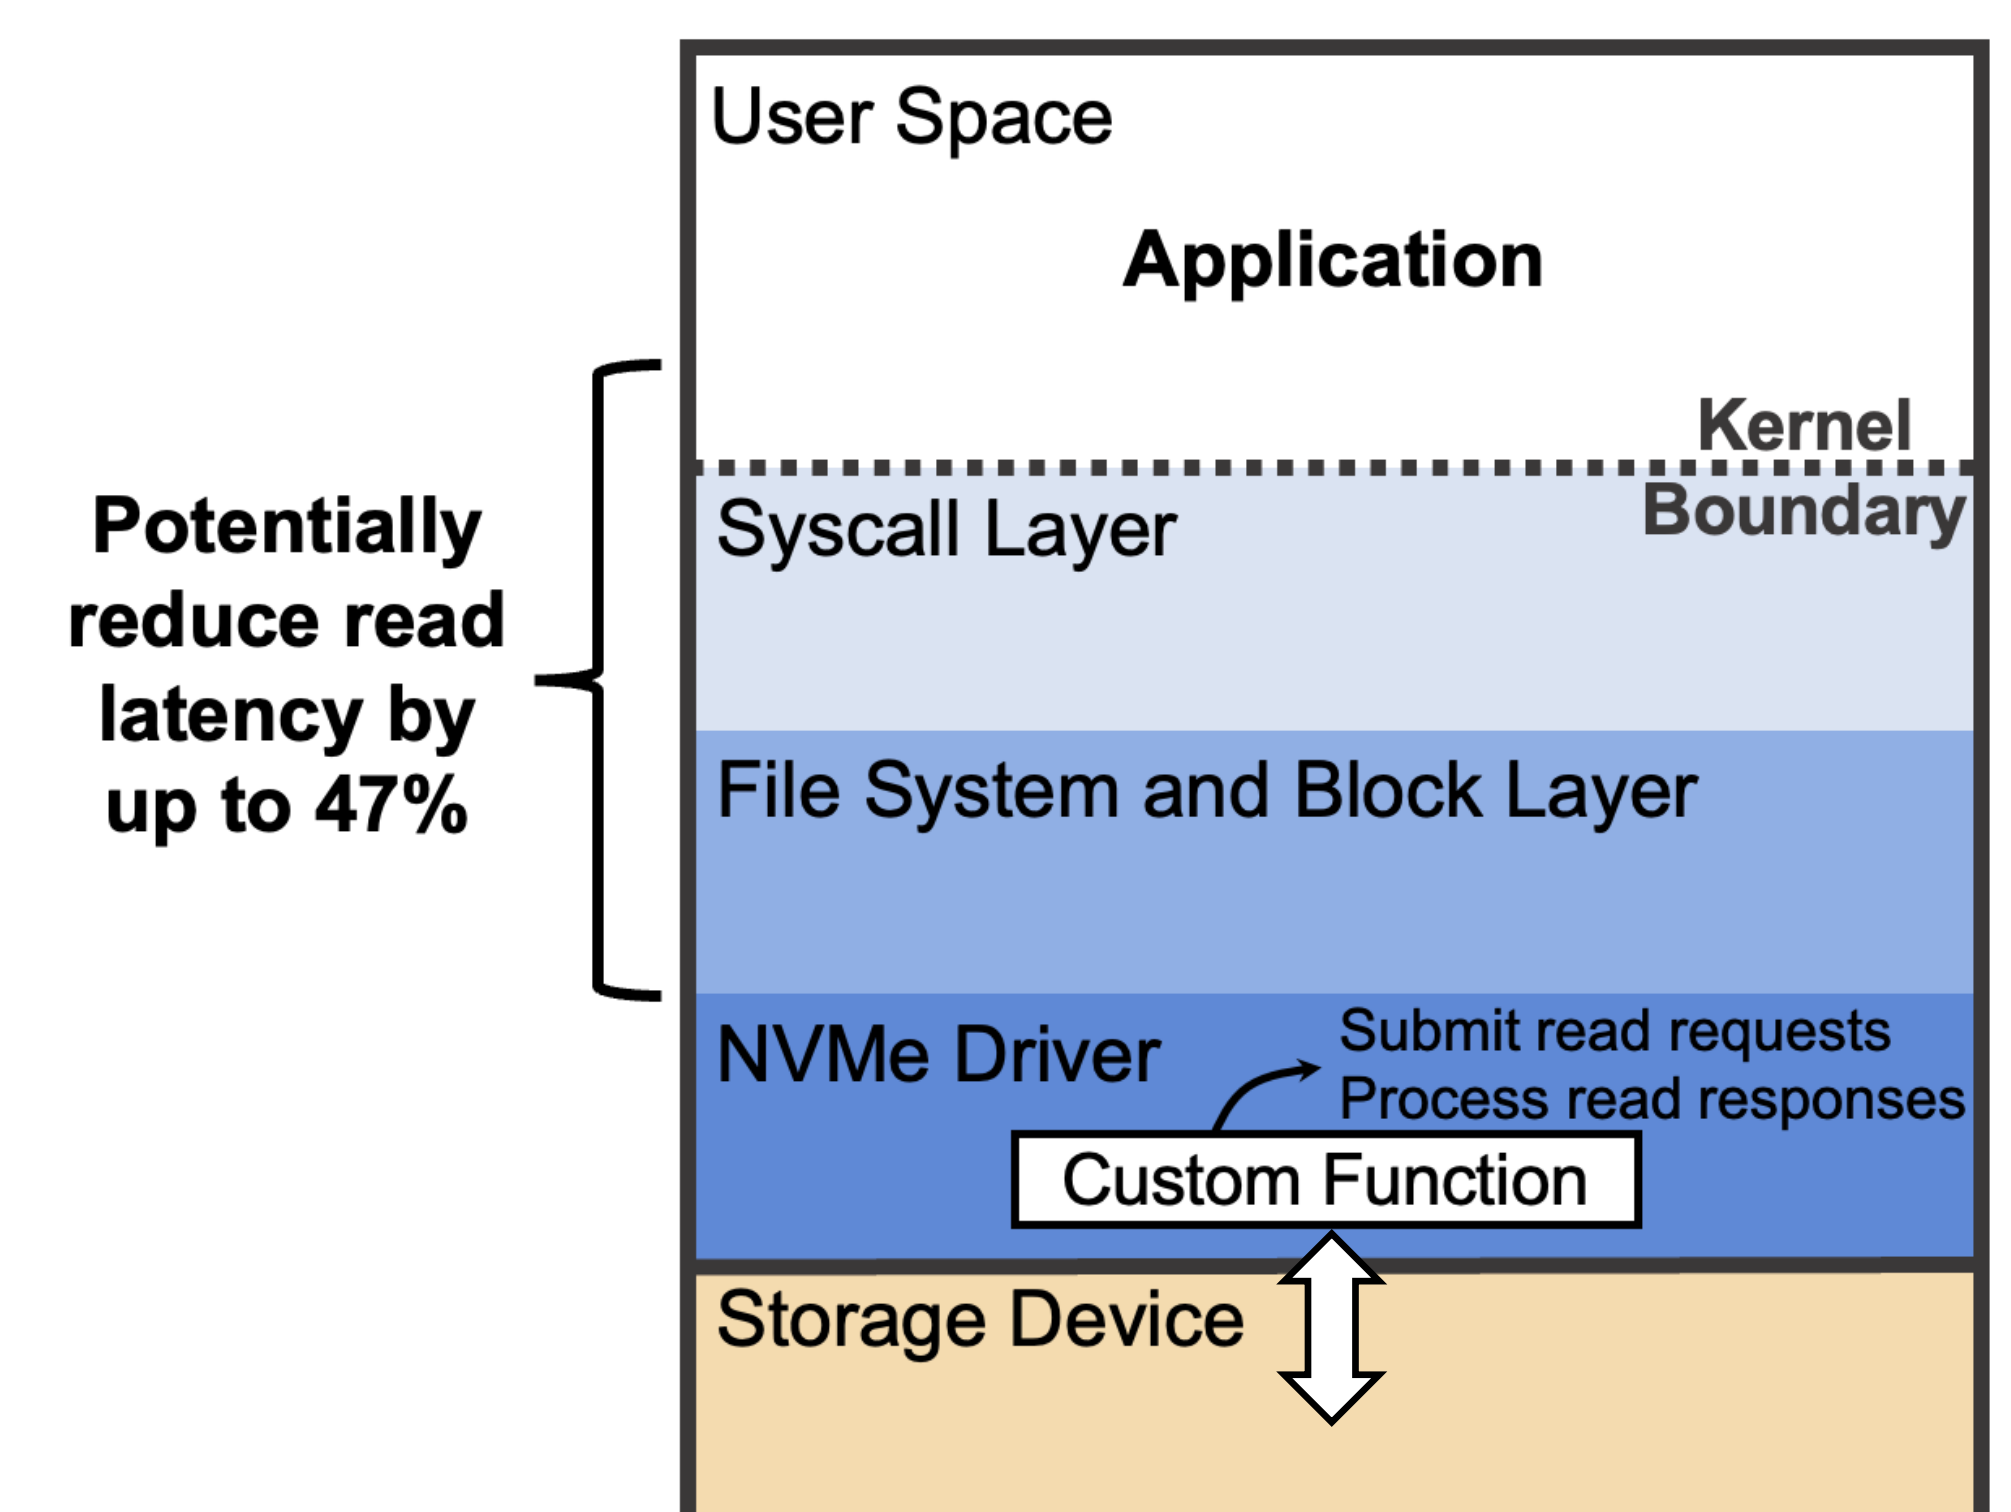 User Space
Application
Kernel
Boundary
Potentially
reduce read
latency by
up to 47%
Syscall Layer
File System and Block Layer
NVMe Driver
Submit read requests
Process read responses
Custom Function
Storage Device